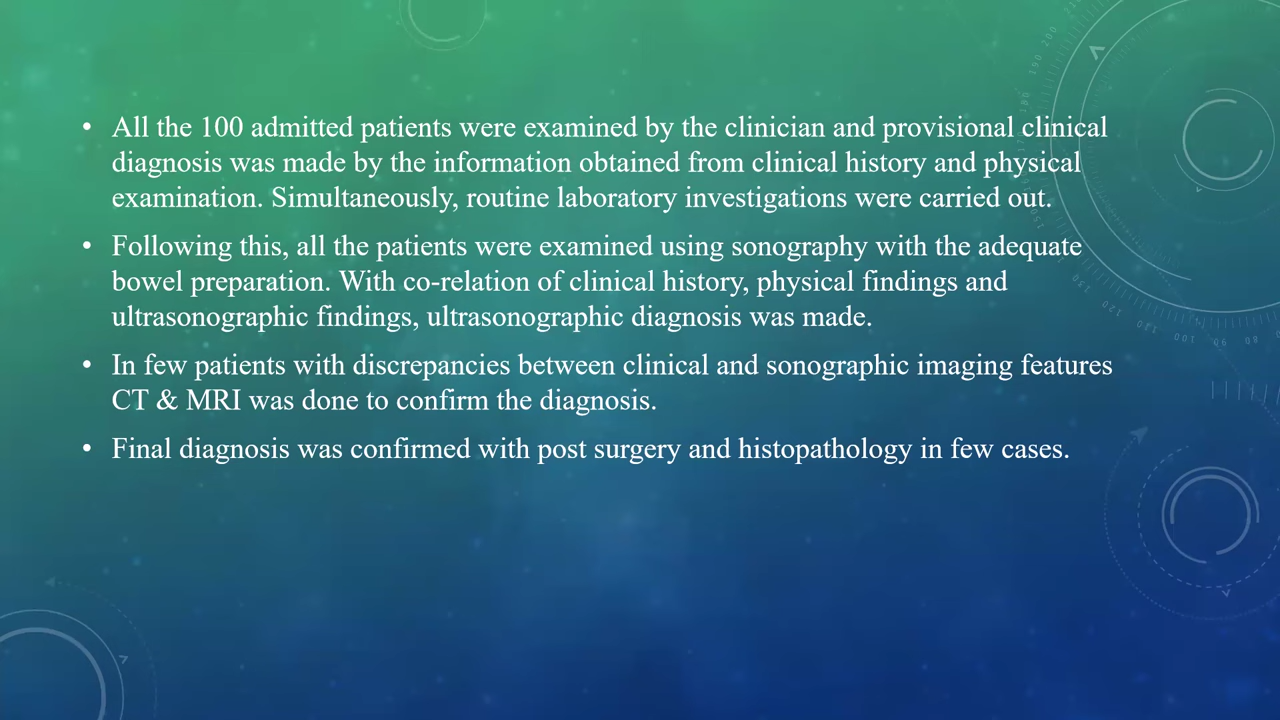 • All the 100 admitted patients were examined by the clinician and provisional clinical
diagnosis was made by the information obtained from clinical history and physical
examination. Simultaneously, routine laboratory investigations were carried out.
• Following this, all the patients were examined using sonography with the adequate
bowel preparation. With co-relation of clinical history, physical findings and
ultrasonographic findings, ultrasonographic diagnosis was made.
• In few patients with discrepancies between clinical and sonographic imaging features
CT & MRI was done to confirm the diagnosis.
• Final diagnosis was confirmed with post surgery and histopathology in few cases.